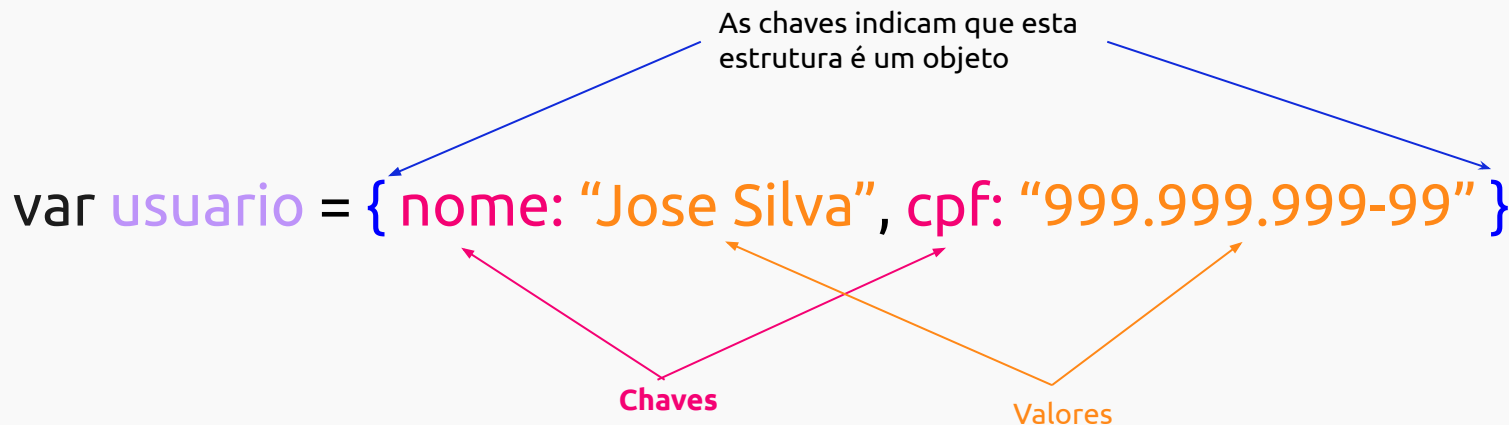 As chaves indicam que esta
estrutura é um objeto
var usuario = { nome: “Jose Silva”, cpf: “999.999.999-99” }
Chaves
Valores